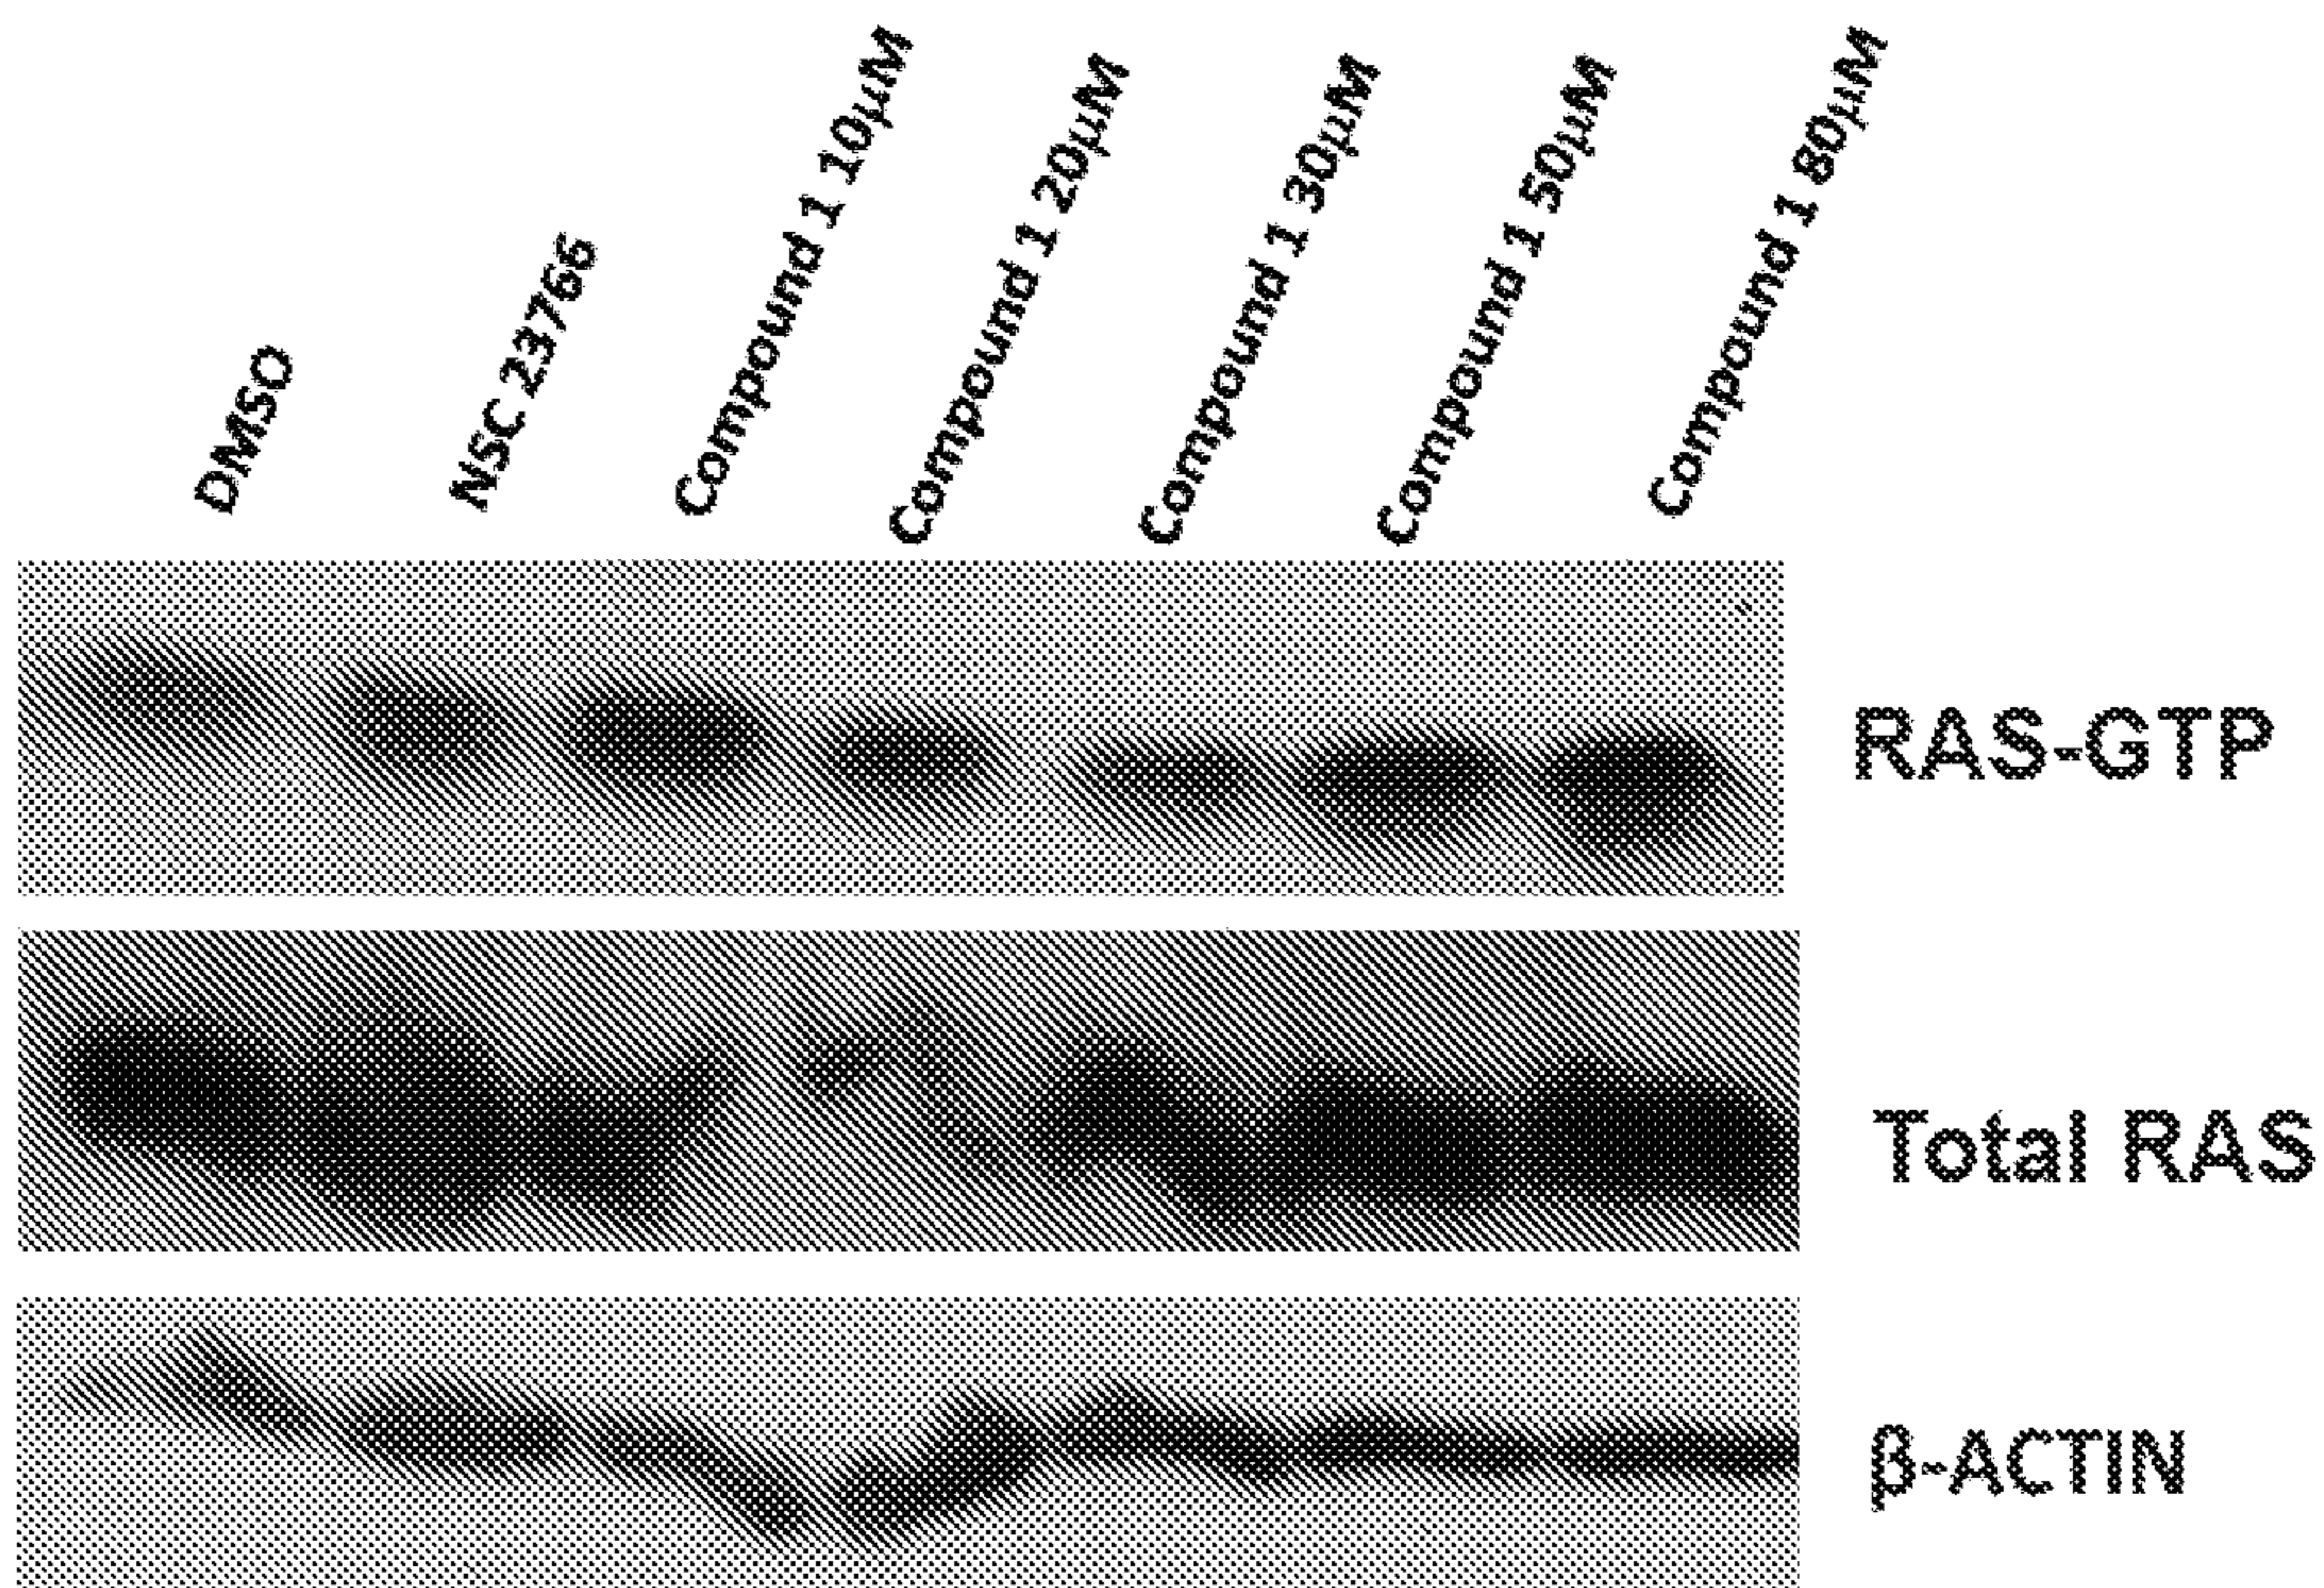 DMSO
NSC 23766
Compound 1 10µM
Compound 1 20µM
Compound 1 30µM
Compound 1 50µM
Compound 1 80µM
RAS-GTP
Total RAS
β-ACTIN